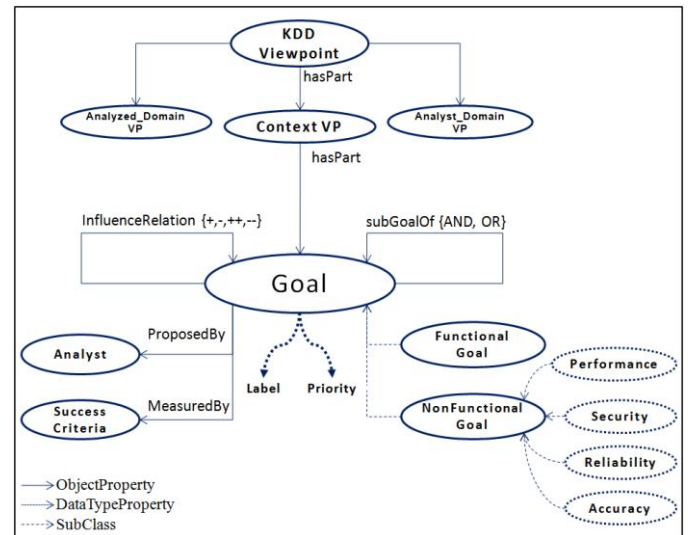 KDD
Viewpoint
hasPart
Analyzed_Domain
VP
Context VP
Analyst_Domain
VP
hasPart
InfluenceRelation {+,-,++,--}
subGoalOf {AND, OR}
Goal
ProposedBy
Analyst
Label
Priority
Functional
Goal
Performance
MeasuredBy
Success
Criteria
NonFunctional
Goal
Security
Reliability
Accuracy
ObjectProperty
DataTypeProperty
SubClass